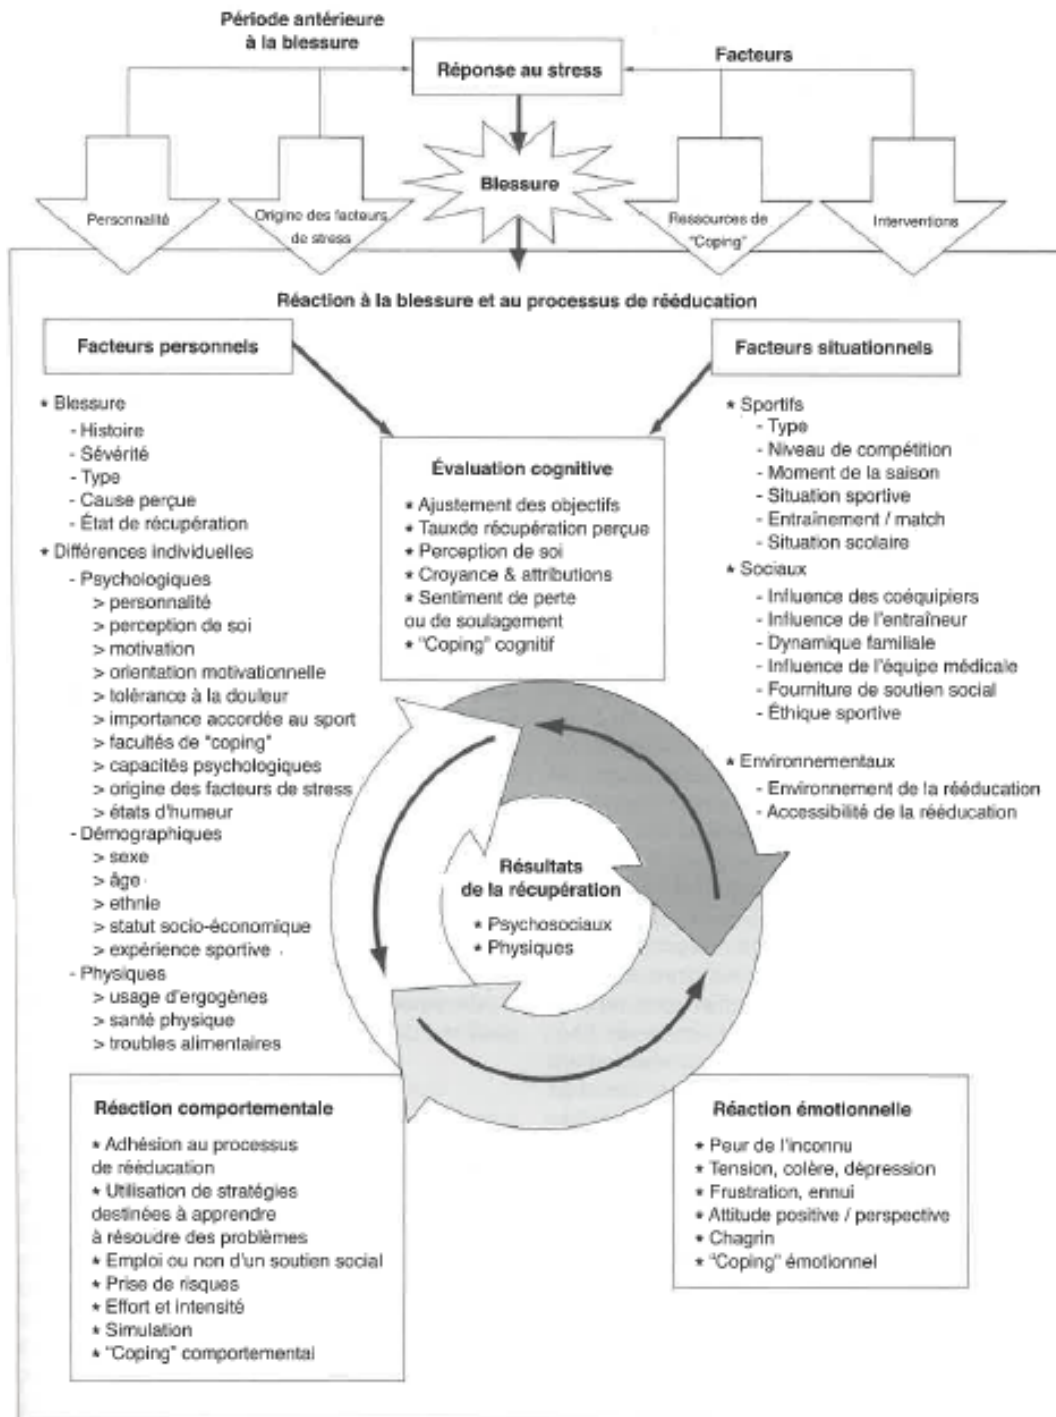 Période antérieure
à la blessure
Réponse au stress
Facteurs
Blessure
Personnalité
Origine des facteurs
de stress
Ressources de
"Coping"
Interventions
Réaction à la blessure et au processus de rééducation
Facteurs personnels
* Blessure
- Histoire
- Sévérité
- Type
- Cause perçue
- État de récupération
* Différences individuelles
- Psychologiques
> personnalité
> perception de soi
> motivation
> orientation motivationnelle
> tolérance à la douleur
> importance accordée au sport
> facultés de "coping"
> capacités psychologiques
> origine des facteurs de stress
> états d'humeur
- Démographiques
> sexe
> âge
> ethnie
> statut socio-économique
> expérience sportive
- Physiques
> usage d'ergogènes
> santé physique
> troubles alimentaires
Évaluation cognitive
* Ajustement des objectifs
* Tauxde récupération perçue
* Perception de soi
* Croyance & attributions
* Sentiment de perte
ou de soulagement
* "Coping" cognitif
Facteurs situationnels
* Sportifs
- Type
- Niveau de compétition
- Moment de la saison
- Situation sportive
- Entraînement / match
- Situation scolaire
* Sociaux
- Influence des coéquipiers
- Influence de l'entraîneur
- Dynamique familiale
- Influence de l'équipe médicale
- Fourniture de soutien social
- Éthique sportive
* Environnementaux
- Environnement de la rééducation
- Accessibilité de la rééducation
Résultats
de la récupération
* Psychosociaux
* Physiques
Réaction comportementale
* Adhésion au processus
de rééducation
* Utilisation de stratégies
destinées à apprendre
à résoudre des problèmes
* Emploi ou non d'un soutien social
* Prise de risques
* Effort et intensité
* Simulation
* "Coping" comportemental
Réaction émotionnelle
* Peur de l'inconnu
* Tension, colère, dépression
* Frustration, ennui
* Attitude positive / perspective
* Chagrin
* "Coping" émotionnel